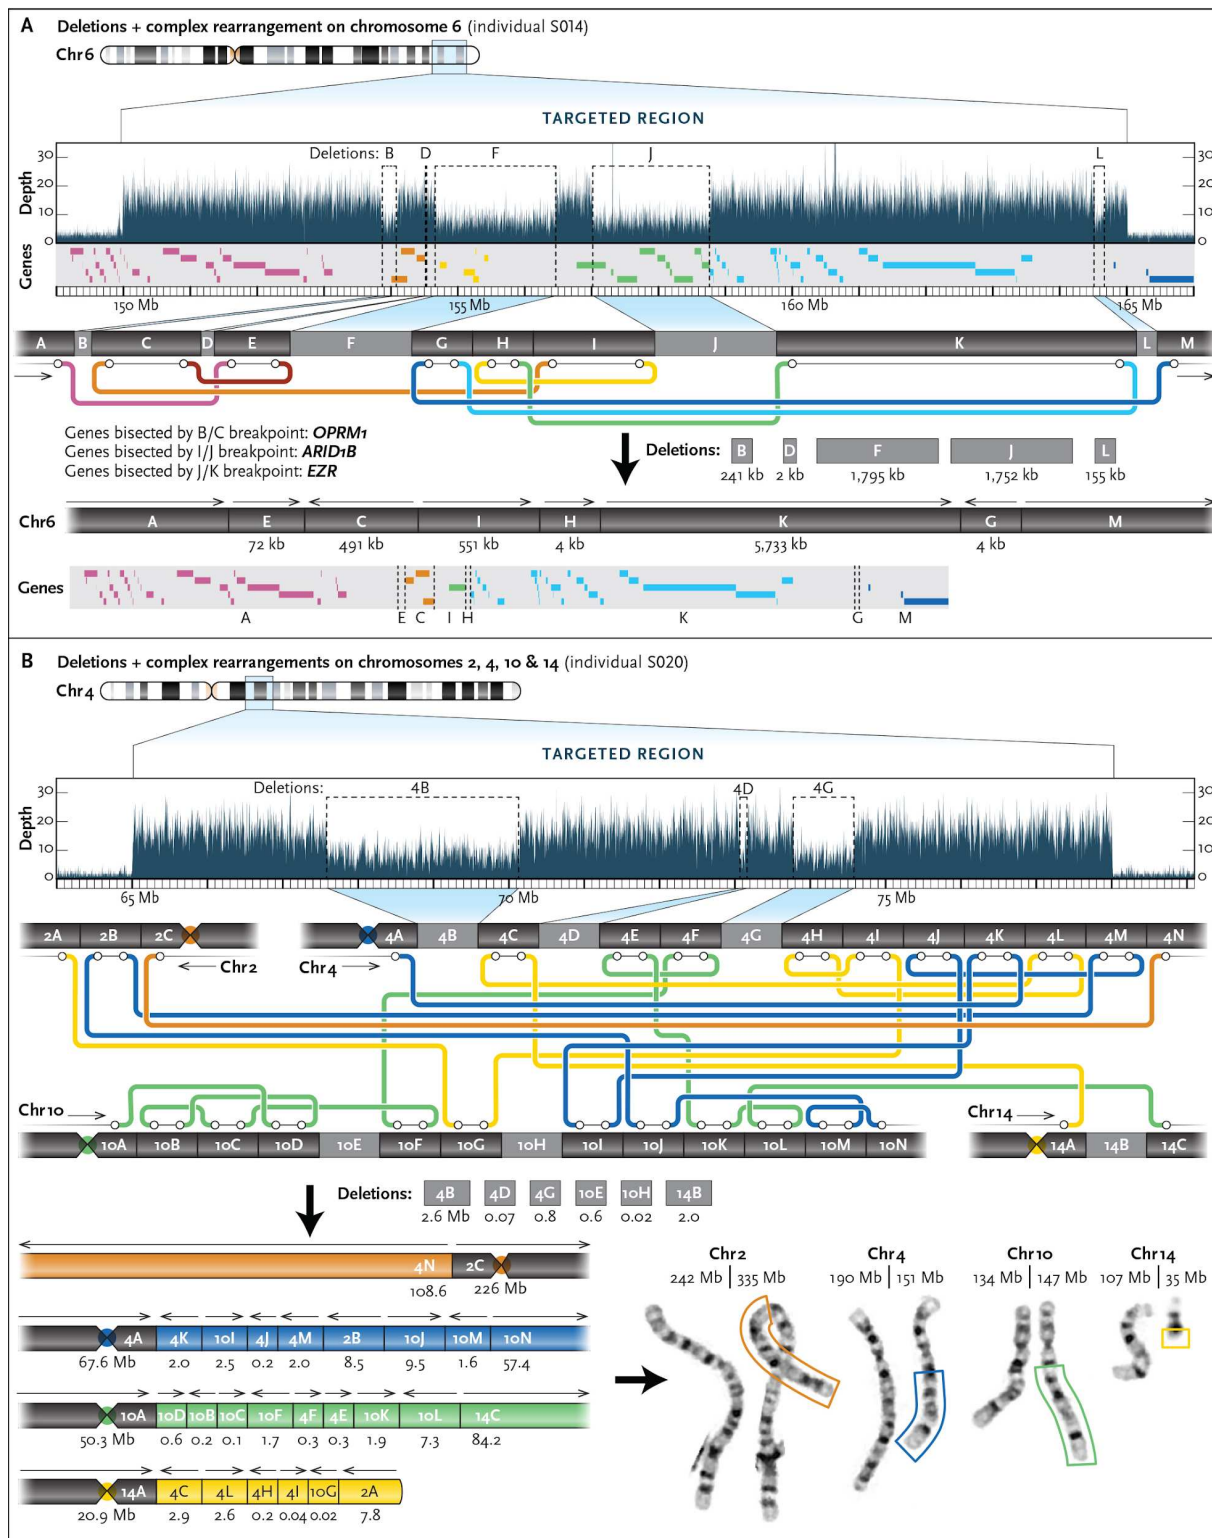 A Deletions + complex rearrangement on chromosome 6 (individual S014)
Chr6
TARGETED REGION
Deletions: B D F J L
Depth
30
20
10
0
30
20
10
0
Genes
150 Mb 155 Mb 160 Mb 165 Mb
A B C D E F G H I J K L M
Genes bisected by B/C breakpoint: OPRM1
Genes bisected by I/J breakpoint: ARID1B
Genes bisected by J/K breakpoint: EZR
Deletions: B D F J L
241 kb 2 kb 1,795 kb 1,752 kb 155 kb
Chr6 A E C I H K G M
72 kb 491 kb 551 kb 4 kb 5,733 kb 4 kb
Genes
A E C I H K G M
B Deletions + complex rearrangements on chromosomes 2, 4, 10 & 14 (individual S020)
Chr4
TARGETED REGION
Deletions: 4B 4D 4G
Depth
30
20
10
0
30
20
10
0
65 Mb 70 Mb 75 Mb
2A 2B 2C 4A 4B 4C 4D 4E 4F 4G 4H 4I 4J 4K 4L 4M 4N
Chr2 Chr4
Chr10 Chr14
10A 10B 10C 10D 10E 10F 10G 10H 10I 10J 10K 10L 10M 10N 14A 14B 14C
Deletions: 4B 4D 4G 10E 10H 14B
2.6 Mb 0.07 0.8 0.6 0.02 2.0
4N 2C
108.6 226 Mb
4A 4K 10I 4J 4M 2B 10J 10M 10N
67.6 Mb 2.0 2.5 0.2 2.0 8.5 9.5 1.6 57.4
10A 10D 10B 10C 10F 4F 4E 10K 10L 14C
50.3 Mb 0.6 0.2 0.1 1.7 0.3 0.3 1.9 7.3 84.2
14A 4C 4L 4H 4I 10G 2A
20.9 Mb 2.9 2.6 0.2 0.04 0.02 7.8
Chr2 Chr4 Chr10 Chr14
242 Mb 335 Mb 190 Mb 151 Mb 134 Mb 147 Mb 107 Mb 35 Mb